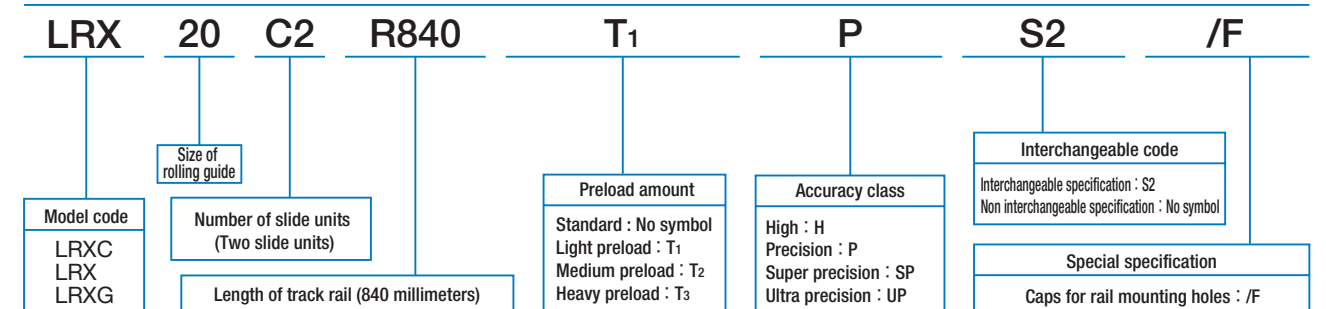 LRX 20 C2 R840 T1 P S2 /F
Size of
rolling guide
Model code
LRXC
LRX
LRXG
Number of slide units
(Two slide units)
Length of track rail (840 millimeters)
Preload amount
Standard : No symbol
Light preload : T1
Medium preload : T2
Heavy preload : T3
Accuracy class
High : H
Precision : P
Super precision : SP
Ultra precision : UP
Interchangeable code
Interchangeable specification : S2
Non interchangeable specification : No symbol
Special specification
Caps for rail mounting holes : /F